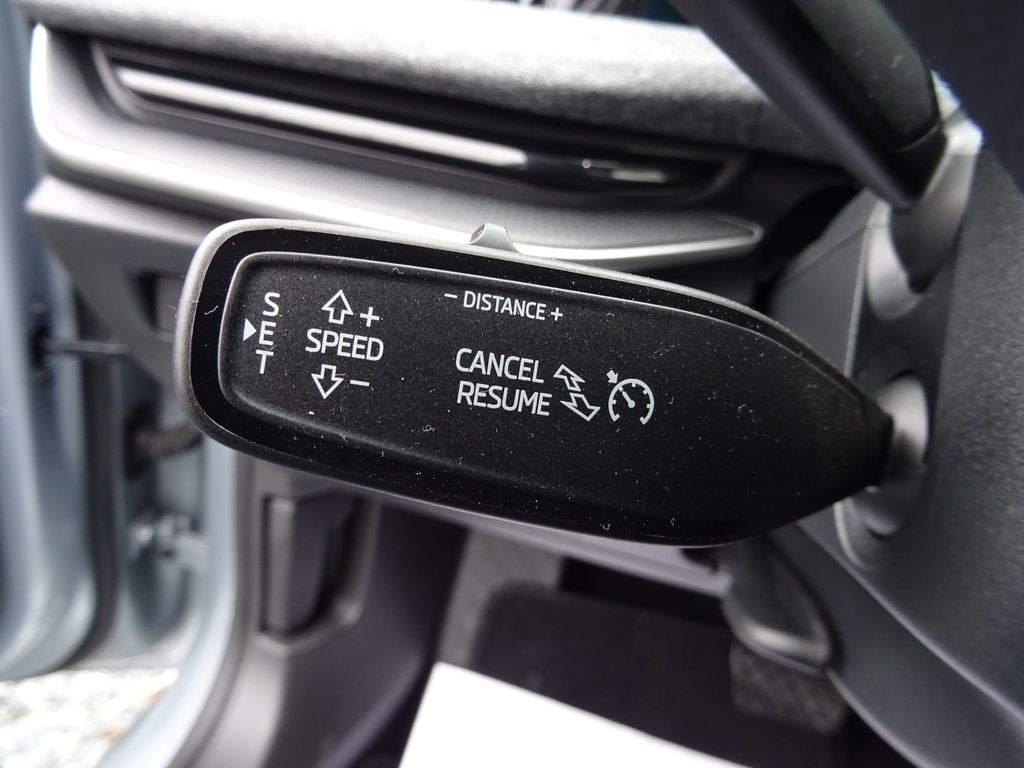 SET
+
SPEED
−
− DISTANCE +
CANCEL
RESUME